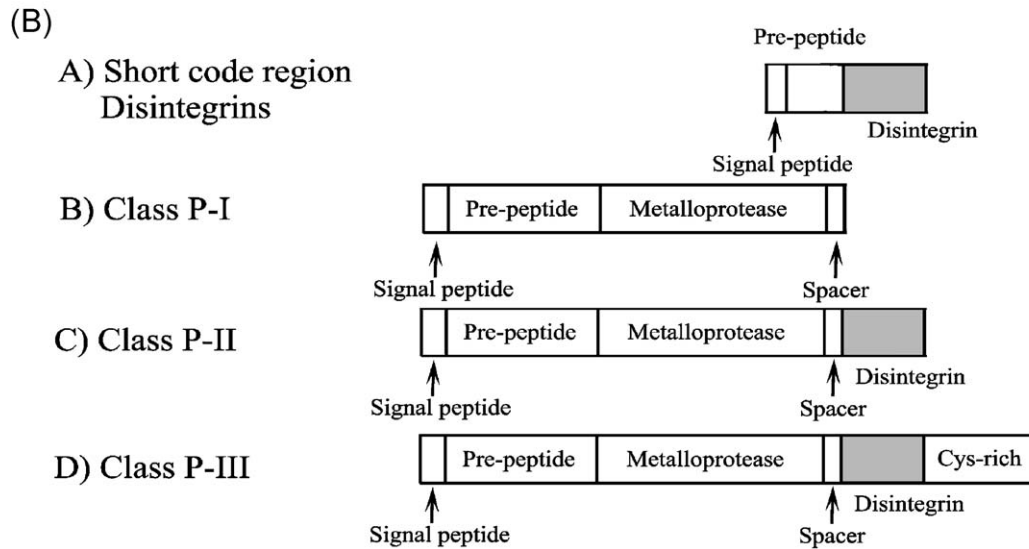 (B)
Pre-peptide
A) Short code region
Disintegrins
Disintegrin
Signal peptide
B) Class P-I
Pre-peptide
Metalloprotease
Signal peptide
Spacer
C) Class P-II
Pre-peptide
Metalloprotease
Disintegrin
Signal peptide
Spacer
D) Class P-III
Pre-peptide
Metalloprotease
Cys-rich
Disintegrin
Signal peptide
Spacer